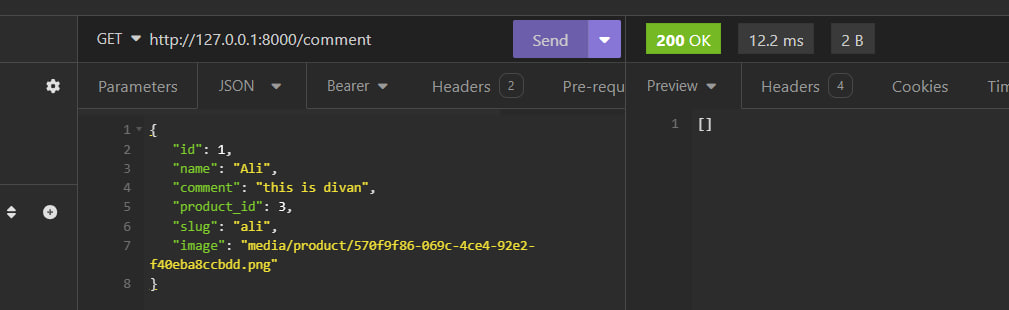 GET http://127.0.0.1:8000/comment Send 200 OK 12.2 ms 2 B
Parameters JSON Bearer Headers 2 Pre-requ Preview Headers 4 Cookies Tim
1 {
2 "id": 1,
3 "name": "Ali",
4 "comment": "this is divan",
5 "product_id": 3,
6 "slug": "ali",
7 "image": "media/product/570f9f86-069c-4ce4-92e2-
f40eba8ccbdd.png"
8 }
1 []